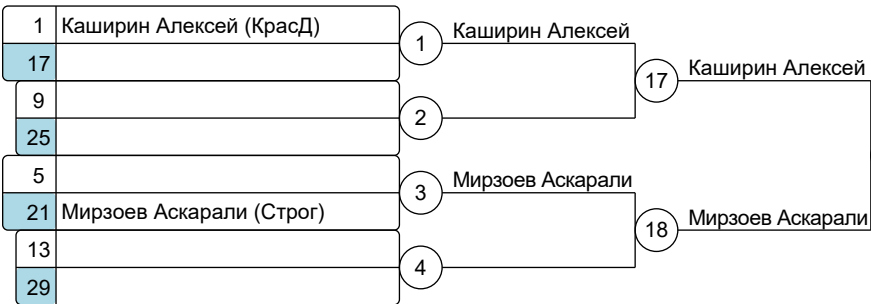 1 Каширин Алексей (КрасД)
1 Каширин Алексей
17
17 Каширин Алексей
9
2
25
5
3 Мирзоев Аскарали
21 Мирзоев Аскарали (Строг)
18 Мирзоев Аскарали
13
4
29